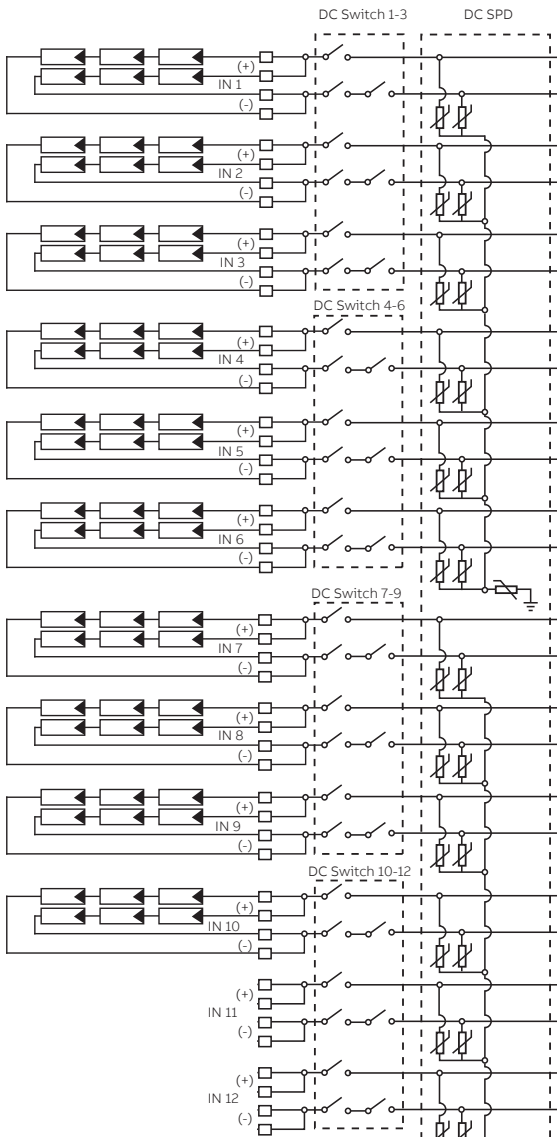 DC Switch 1-3
DC SPD
(+)
IN 1
(-)
(+)
IN 2
(-)
(+)
IN 3
(-)
DC Switch 4-6
(+)
IN 4
(-)
(+)
IN 5
(-)
(+)
IN 6
(-)
DC Switch 7-9
(+)
IN 7
(-)
(+)
IN 8
(-)
(+)
IN 9
(-)
DC Switch 10-12
(+)
IN 10
(-)
(+)
IN 11
(-)
(+)
IN 12
(-)